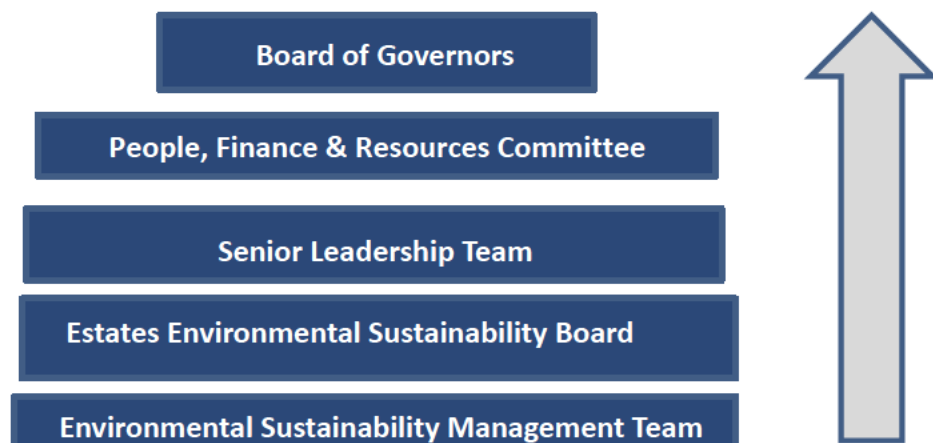 Board of Governors
People, Finance & Resources Committee
Senior Leadership Team
Estates Environmental Sustainability Board
Environmental Sustainability Management Team